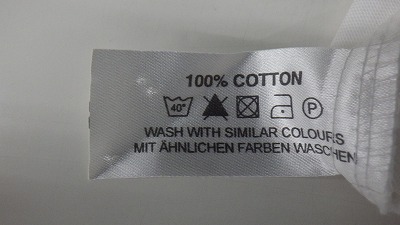 100% COTTON
40° P
WASH WITH SIMILAR COLOURS
MIT ÄHNLICHEN FARBEN WASCHEN